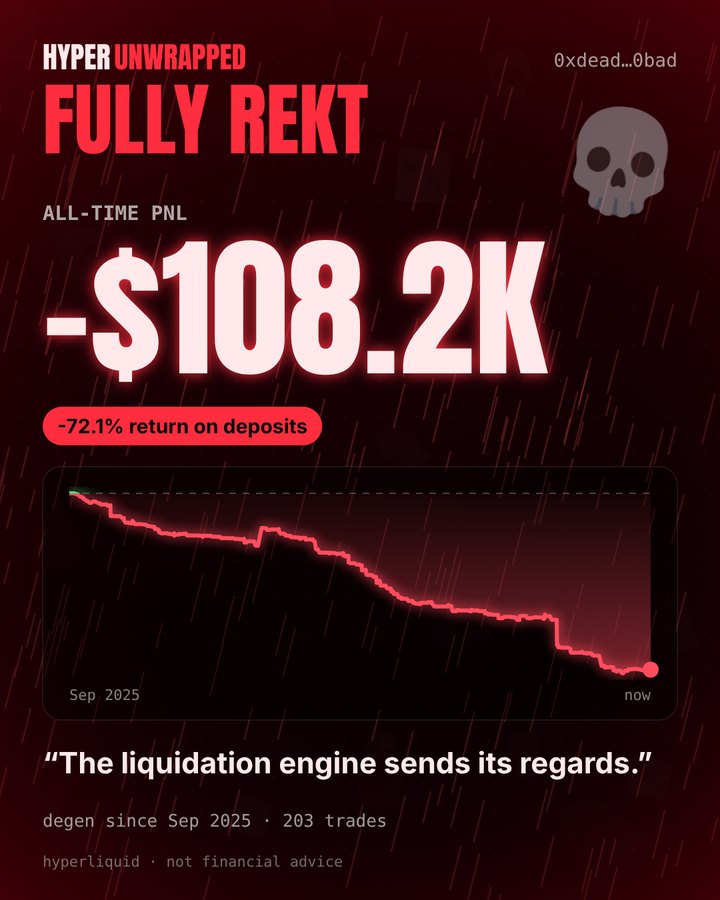 HYPER UNWRAPPED
0xdead…0bad
FULLY REKT
ALL-TIME PNL
-$108.2K
-72.1% return on deposits
Sep 2025
now
“The liquidation engine sends its regards.”
degen since Sep 2025 · 203 trades
hyperliquid · not financial advice